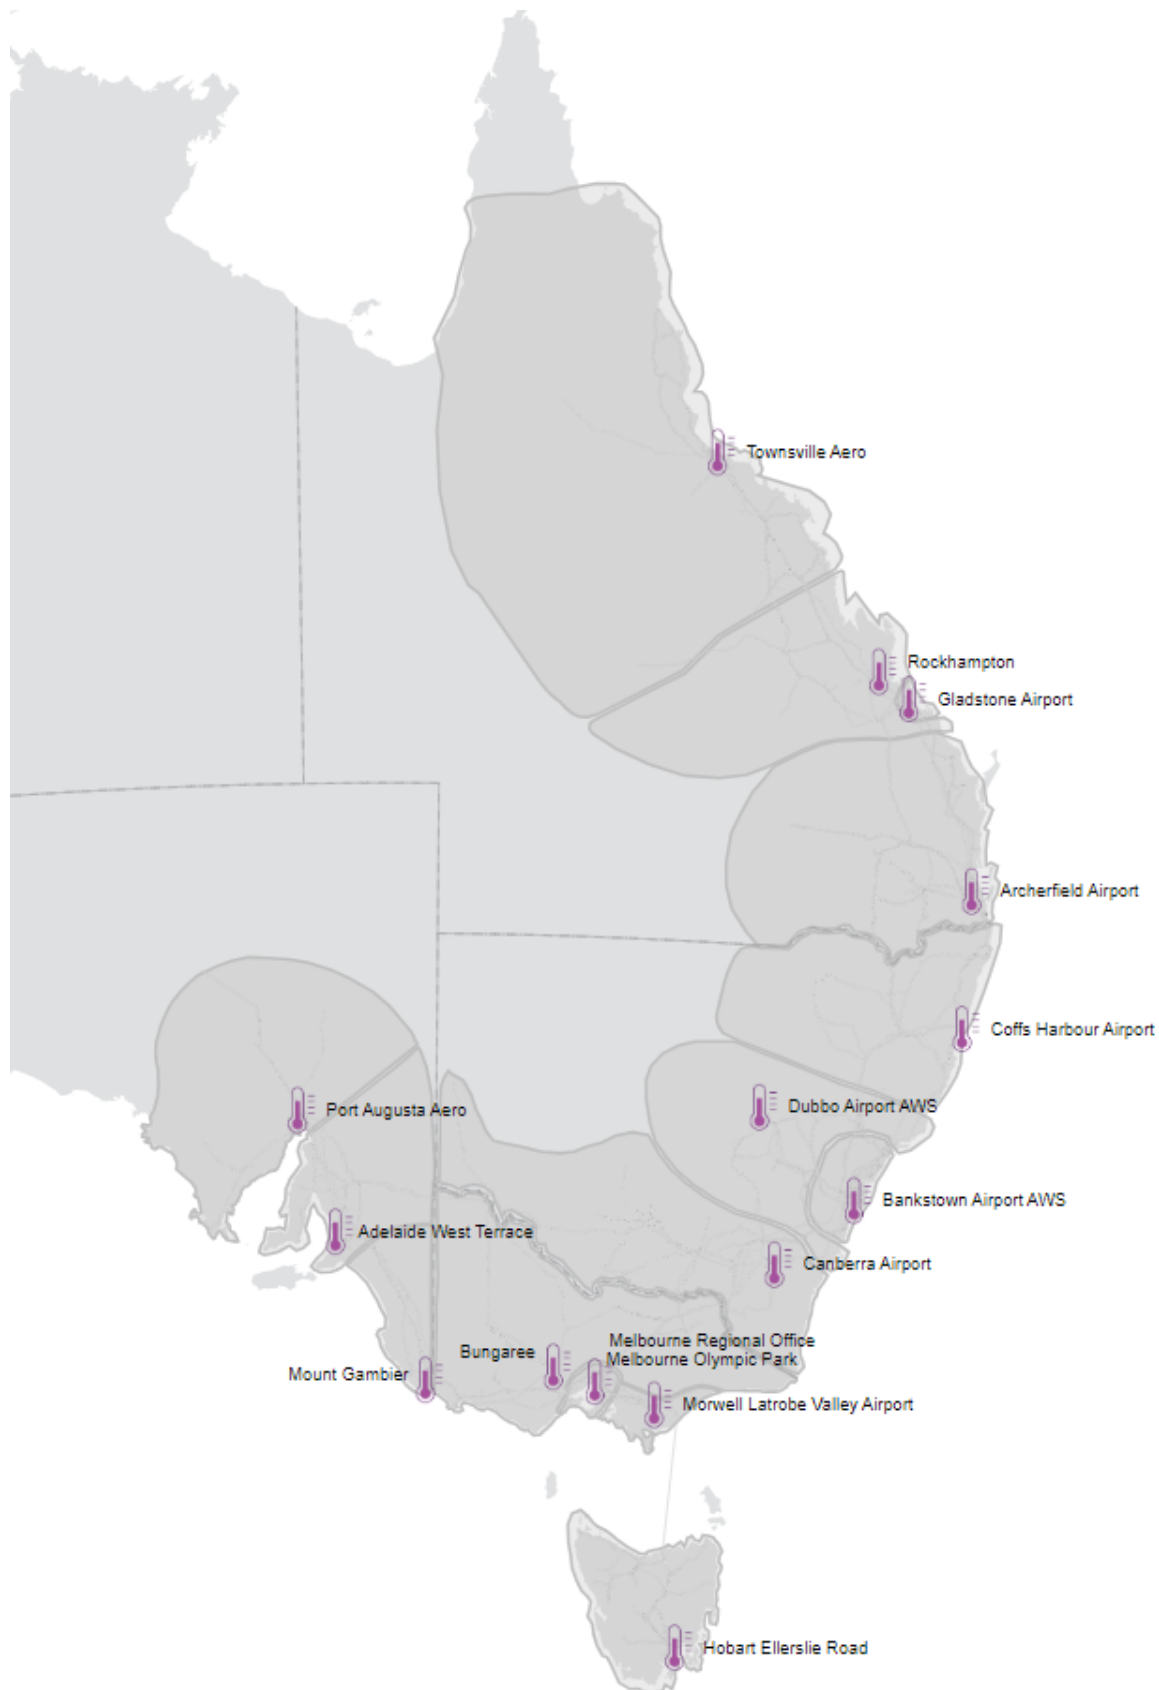 Townsville Aero
Rockhampton
Gladstone Airport
Archerfield Airport
Coffs Harbour Airport
Port Augusta Aero
Dubbo Airport AWS
Bankstown Airport AWS
Adelaide West Terrace
Canberra Airport
Melbourne Regional Office
Bungaree
Melbourne Olympic Park
Mount Gambier
Morwell Latrobe Valley Airport
Hobart Ellerslie Road